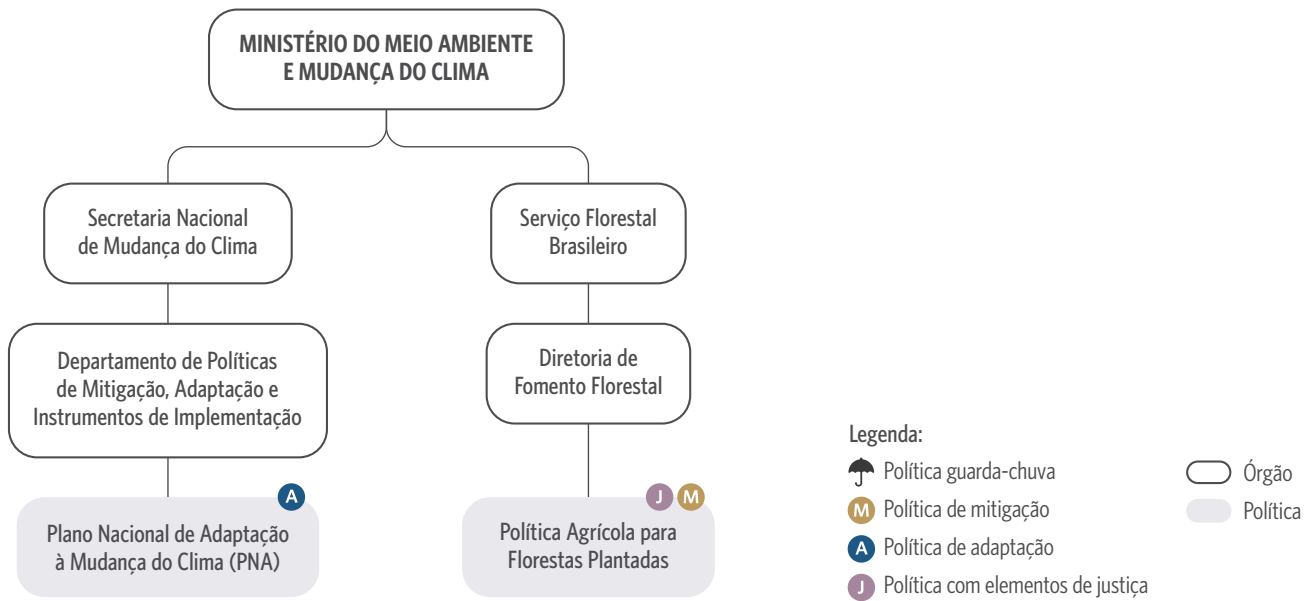 MINISTÉRIO DO MEIO AMBIENTE
E MUDANÇA DO CLIMA
Secretaria Nacional
de Mudança do Clima
Serviço Florestal
Brasileiro
Departamento de Políticas
de Mitigação, Adaptação e
Instrumentos de Implementação
Diretoria de
Fomento Florestal
A
Plano Nacional de Adaptação
à Mudança do Clima (PNA)
J M
Política Agrícola para
Florestas Plantadas
Legenda:
Política guarda-chuva
M Política de mitigação
A Política de adaptação
J Política com elementos de justiça
Órgão
Política